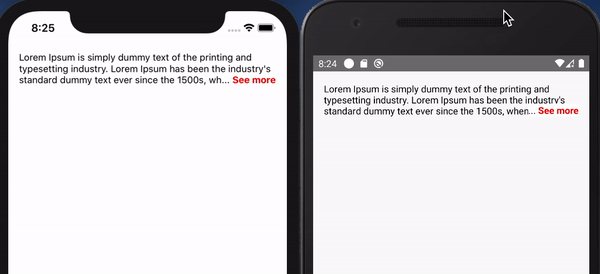 8:25
Lorem Ipsum is simply dummy text of the printing and
typesetting industry. Lorem Ipsum has been the industry's
standard dummy text ever since the 1500s, wh... See more
8:24
Lorem Ipsum is simply dummy text of the printing and
typesetting industry. Lorem Ipsum has been the industry's
standard dummy text ever since the 1500s, when... See more